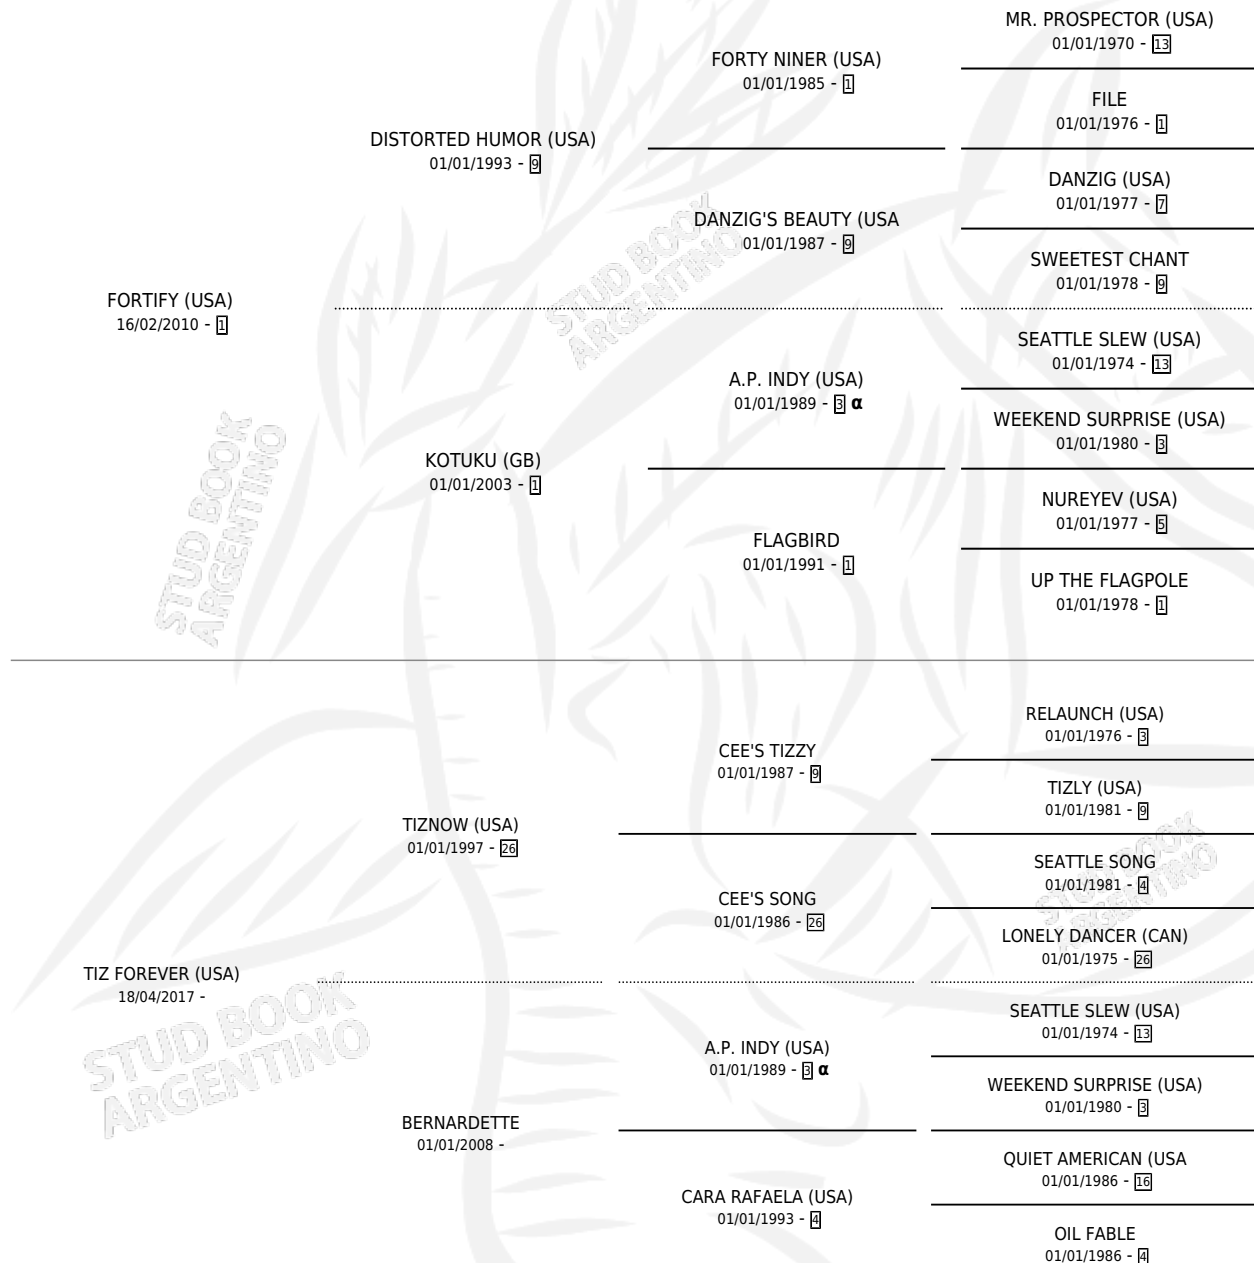 MR. PROSPECTOR (USA)
01/01/1970 - 13
FORTY NINER (USA)
01/01/1985 - 1
FILE
01/01/1976 - 1
DISTORTED HUMOR (USA)
01/01/1993 - 9
DANZIG (USA)
01/01/1977 - 7
DANZIG'S BEAUTY (USA
01/01/1987 - 9
SWEETEST CHANT
01/01/1978 - 9
FORTIFY (USA)
16/02/2010 - 1
STUD BOOK
ARGENTINO
SEATTLE SLEW (USA)
01/01/1974 - 13
A.P. INDY (USA)
01/01/1989 - 3 α
WEEKEND SURPRISE (USA)
01/01/1980 - 3
KOTUKU (GB)
01/01/2003 - 1
NUREYEV (USA)
01/01/1977 - 5
FLAGBIRD
01/01/1991 - 1
UP THE FLAGPOLE
01/01/1978 - 1
STUD BOOK
ARGENTINO
RELAUNCH (USA)
01/01/1976 - 3
CEE'S TIZZY
01/01/1987 - 9
TIZLY (USA)
01/01/1981 - 9
TIZNOW (USA)
01/01/1997 - 26
SEATTLE SONG
01/01/1981 - 4
CEE'S SONG
01/01/1986 - 26
STUD BOOK
ARGENTINO
LONELY DANCER (CAN)
01/01/1975 - 26
TIZ FOREVER (USA)
18/04/2017 -
STUD BOOK
ARGENTINO
SEATTLE SLEW (USA)
01/01/1974 - 13
A.P. INDY (USA)
01/01/1989 - 3 α
WEEKEND SURPRISE (USA)
01/01/1980 - 3
BERNARDETTE
01/01/2008 -
QUIET AMERICAN (USA
01/01/1986 - 16
CARA RAFAELA (USA)
01/01/1993 - 4
OIL FABLE
01/01/1986 - 4